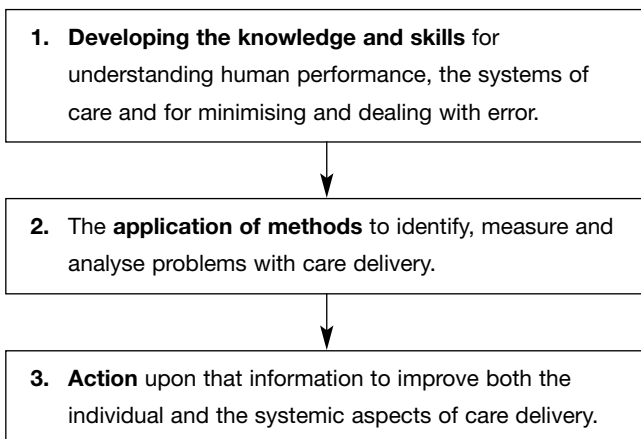 1. Developing the knowledge and skills for
understanding human performance, the systems of
care and for minimising and dealing with error.
2. The application of methods to identify, measure and
analyse problems with care delivery.
3. Action upon that information to improve both the
individual and the systemic aspects of care delivery.